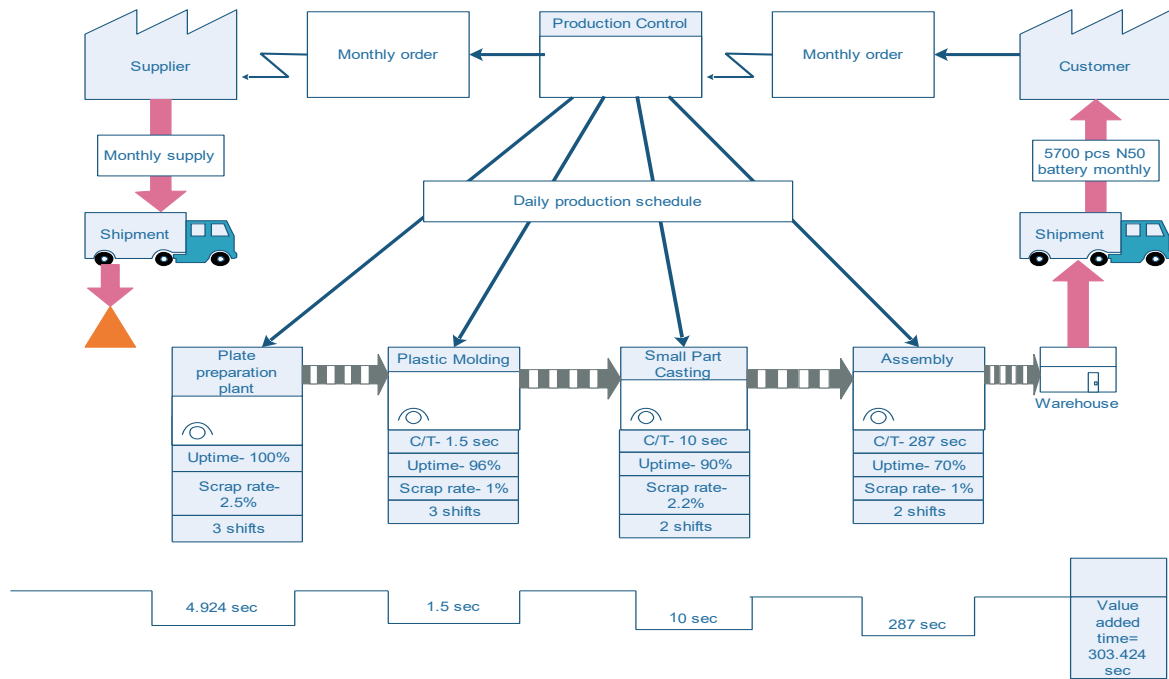 Production Control
Supplier
Monthly order
Monthly order
Customer
Monthly supply
5700 pcs N50
battery monthly
Daily production schedule
Shipment
Shipment
Plate
preparation
plant
Plastic Molding
Small Part
Casting
Assembly
Warehouse
Uptime- 100%
Scrap rate-
2.5%
3 shifts
C/T- 1.5 sec
Uptime- 96%
Scrap rate- 1%
3 shifts
C/T- 10 sec
Uptime- 90%
Scrap rate-
2.2%
2 shifts
C/T- 287 sec
Uptime- 70%
Scrap rate- 1%
2 shifts
4.924 sec
1.5 sec
10 sec
287 sec
Value
added
time=
303.424
sec